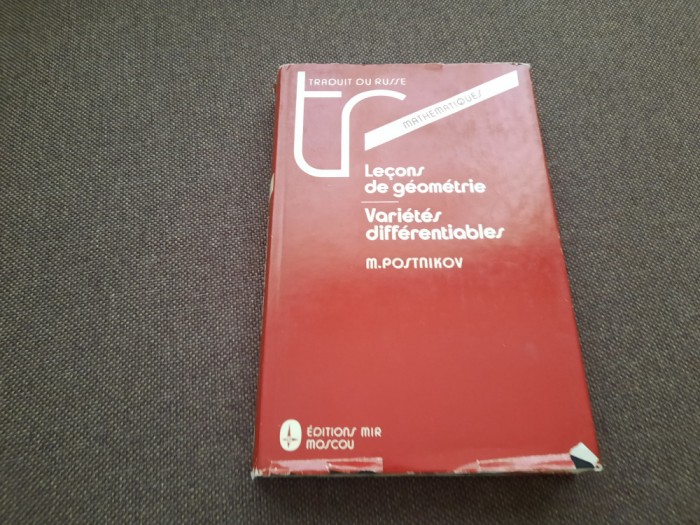 TRADUIT DU RUSSE
tr
MATHÉMATIQUES
Leçons
de géométrie
Variétés
différentiables
M.POSTNIKOV
ÉDITIONS MIR
MOSCOU